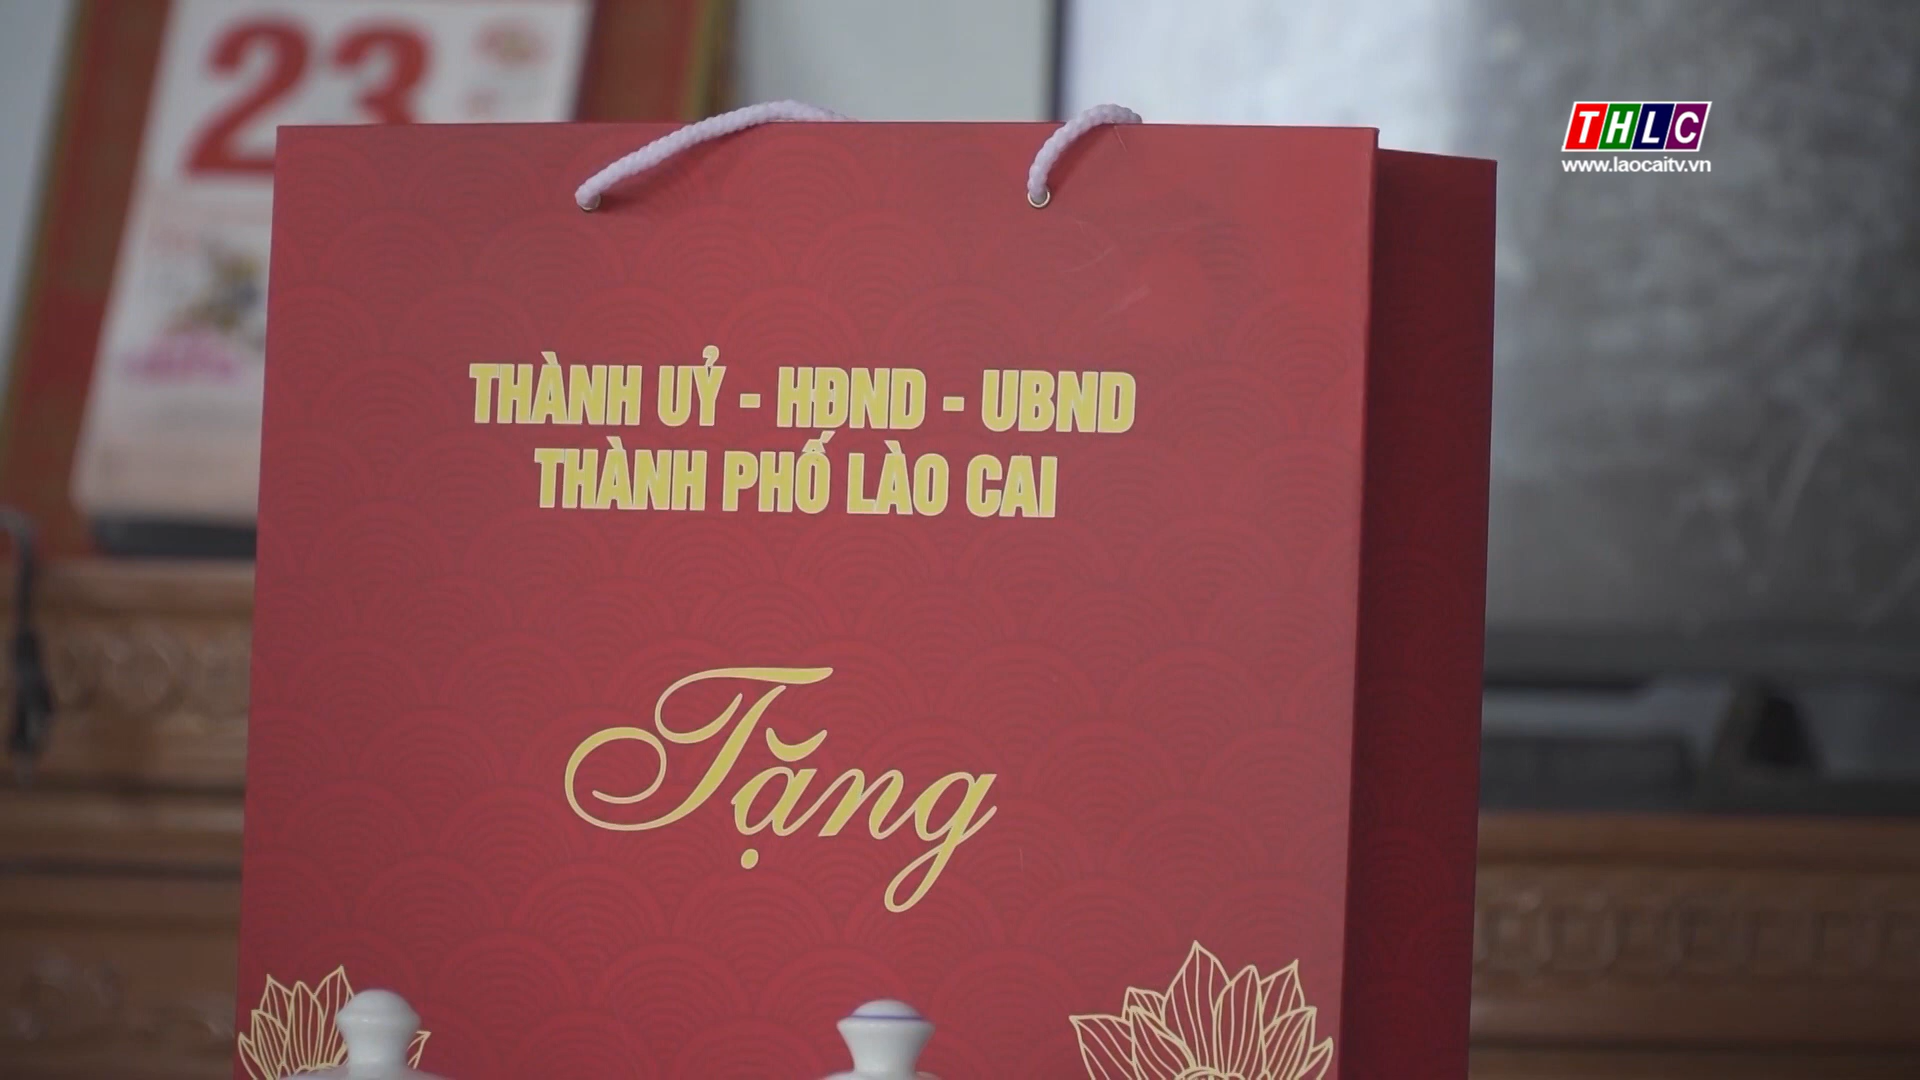 23
THLC
www.laocaitv.vn
THÀNH UỶ - HĐND - UBND
THÀNH PHỐ LÀO CAI
Tặng